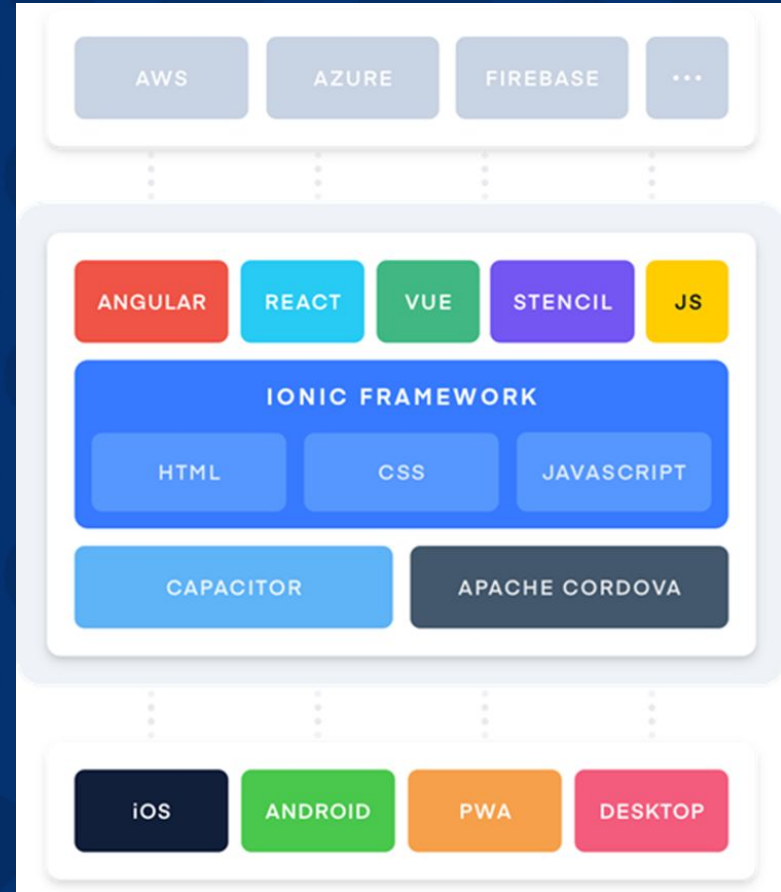 AWS AZURE FIREBASE ...
ANGULAR REACT VUE STENCIL JS
IONIC FRAMEWORK
HTML CSS JAVASCRIPT
CAPACITOR APACHE CORDOVA
iOS ANDROID PWA DESKTOP